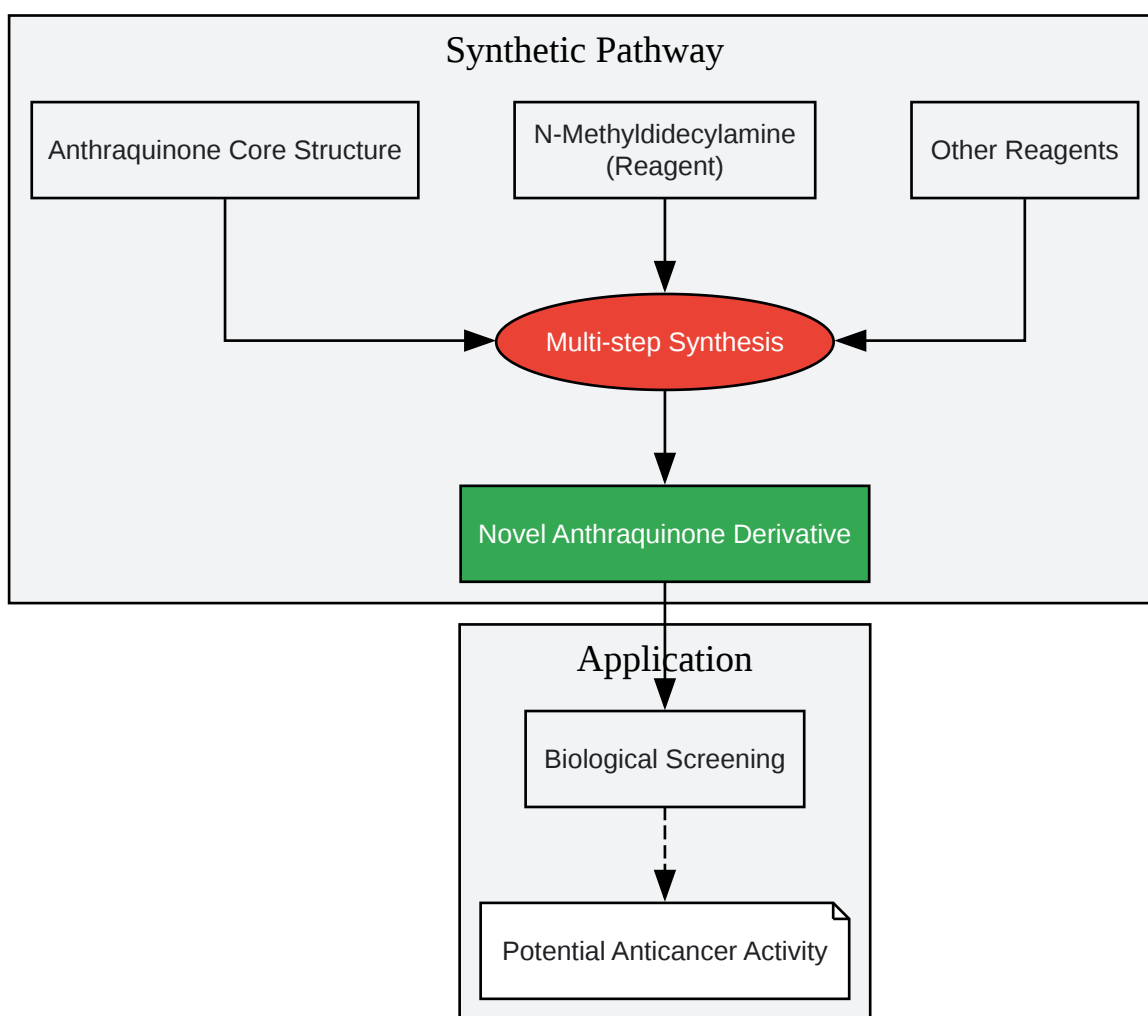 Synthetic Pathway
Anthraquinone Core Structure
N-Methyldidecylamine
(Reagent)
Other Reagents
Multi-step Synthesis
Novel Anthraquinone Derivative
Application
Biological Screening
Potential Anticancer Activity